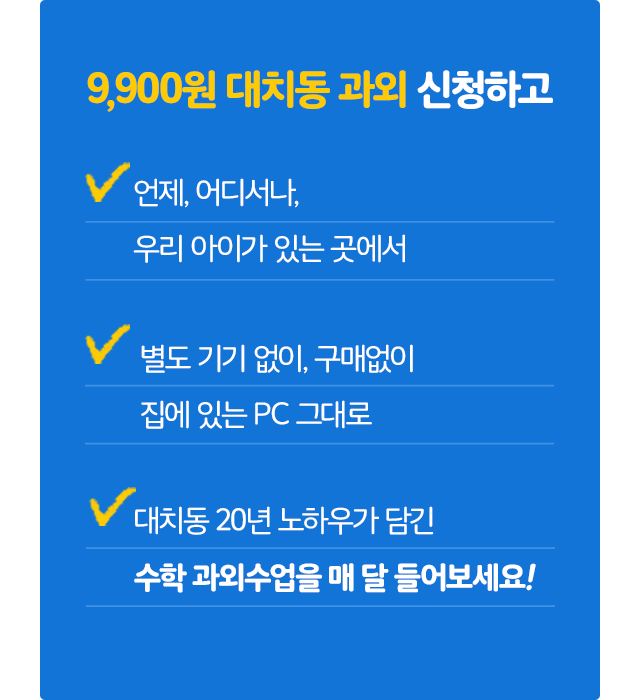 9,900원 대치동 과외 신청하고
언제, 어디서나,
우리 아이가 있는 곳에서
별도 기기 없이, 구매없이
집에 있는 PC 그대로
대치동 20년 노하우가 담긴
수학 과외수업을 매 달 들어보세요!